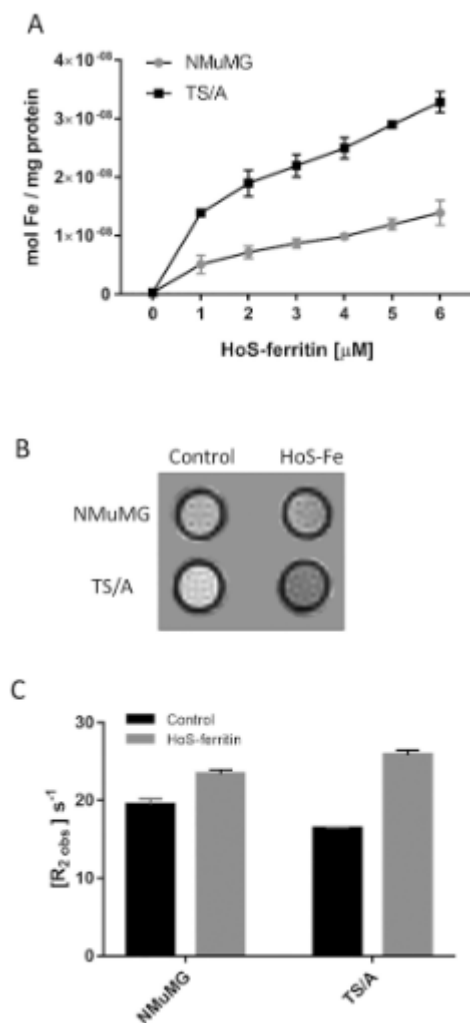 A
NMuMG
TS/A
mol Fe / mg protein
4×10⁻⁰⁸
3×10⁻⁰⁸
2×10⁻⁰⁸
1×10⁻⁰⁸
0
0 1 2 3 4 5 6
HoS-ferritin [µM]
B
Control HoS-Fe
NMuMG
TS/A
C
Control
HoS-ferritin
[R₂ obs] s⁻¹
30
20
10
0
NMuMG
TS/A